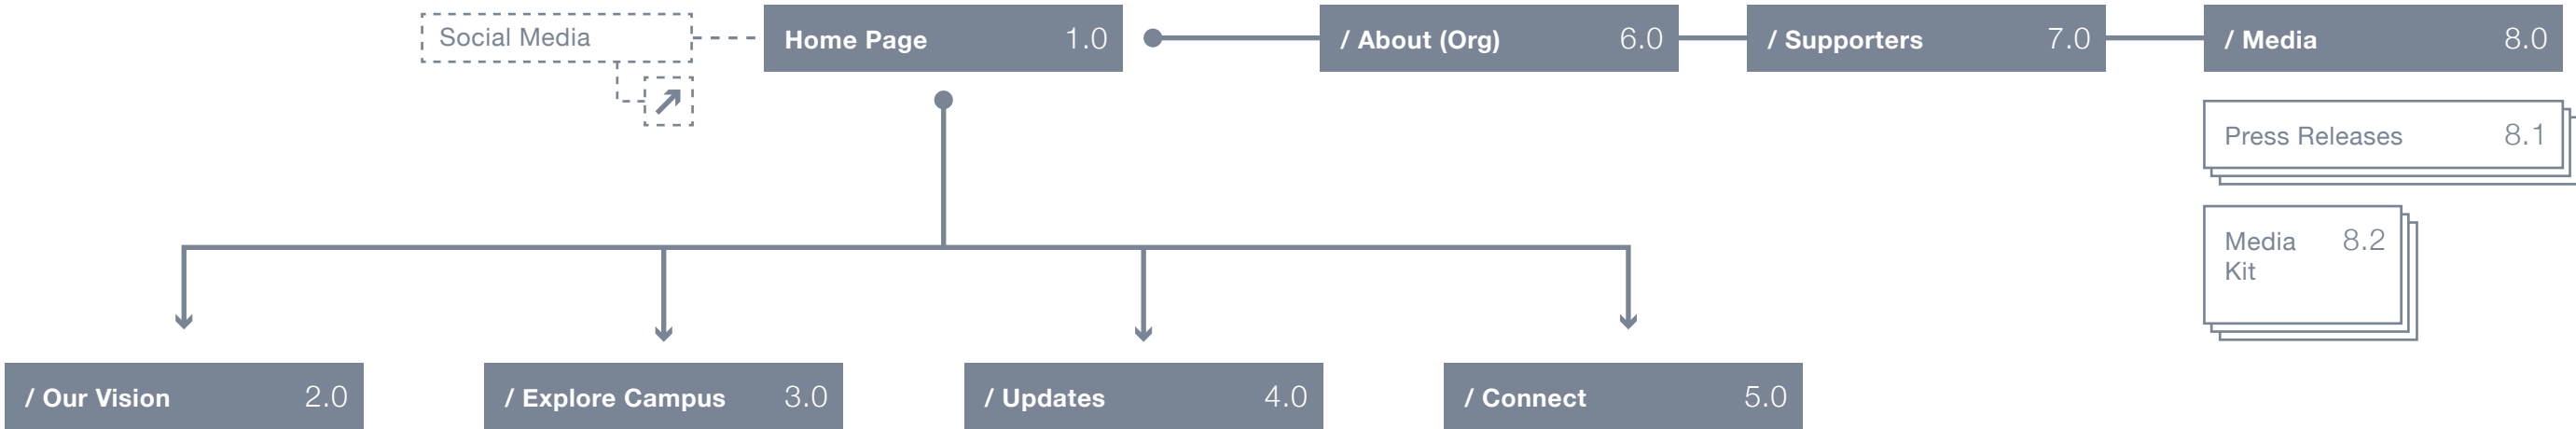 Social Media
Home Page 1.0
/ About (Org) 6.0
/ Supporters 7.0
/ Media 8.0
Press Releases 8.1
Media 8.2
Kit
/ Our Vision 2.0
/ Explore Campus 3.0
/ Updates 4.0
/ Connect 5.0